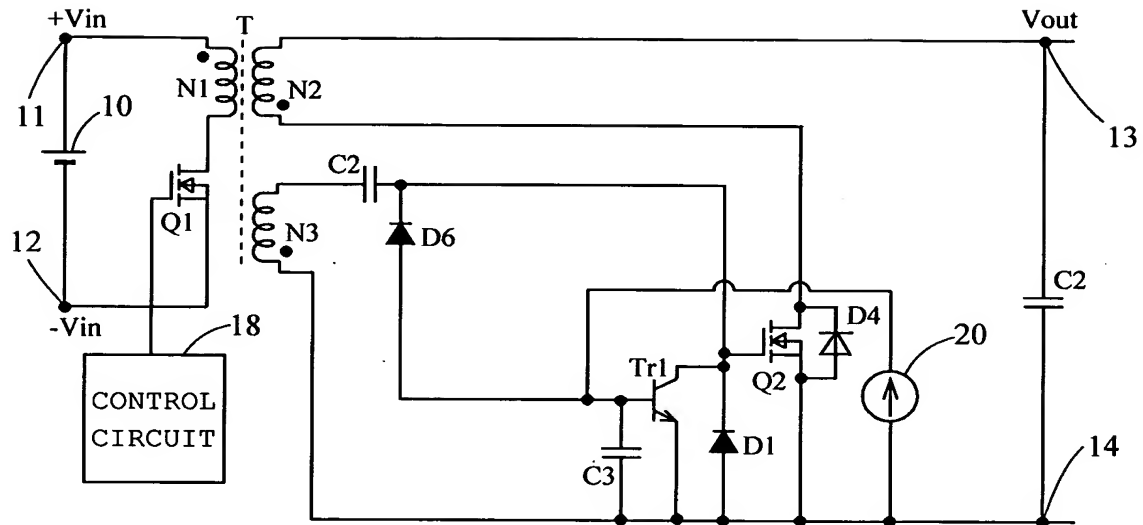 +Vin
T
Vout
11
10
N1
N2
13
C2
Q1
N3
D6
12
-Vin
18
C2
D4
20
Tr1
Q2
CONTROL
CIRCUIT
D1
C3
14